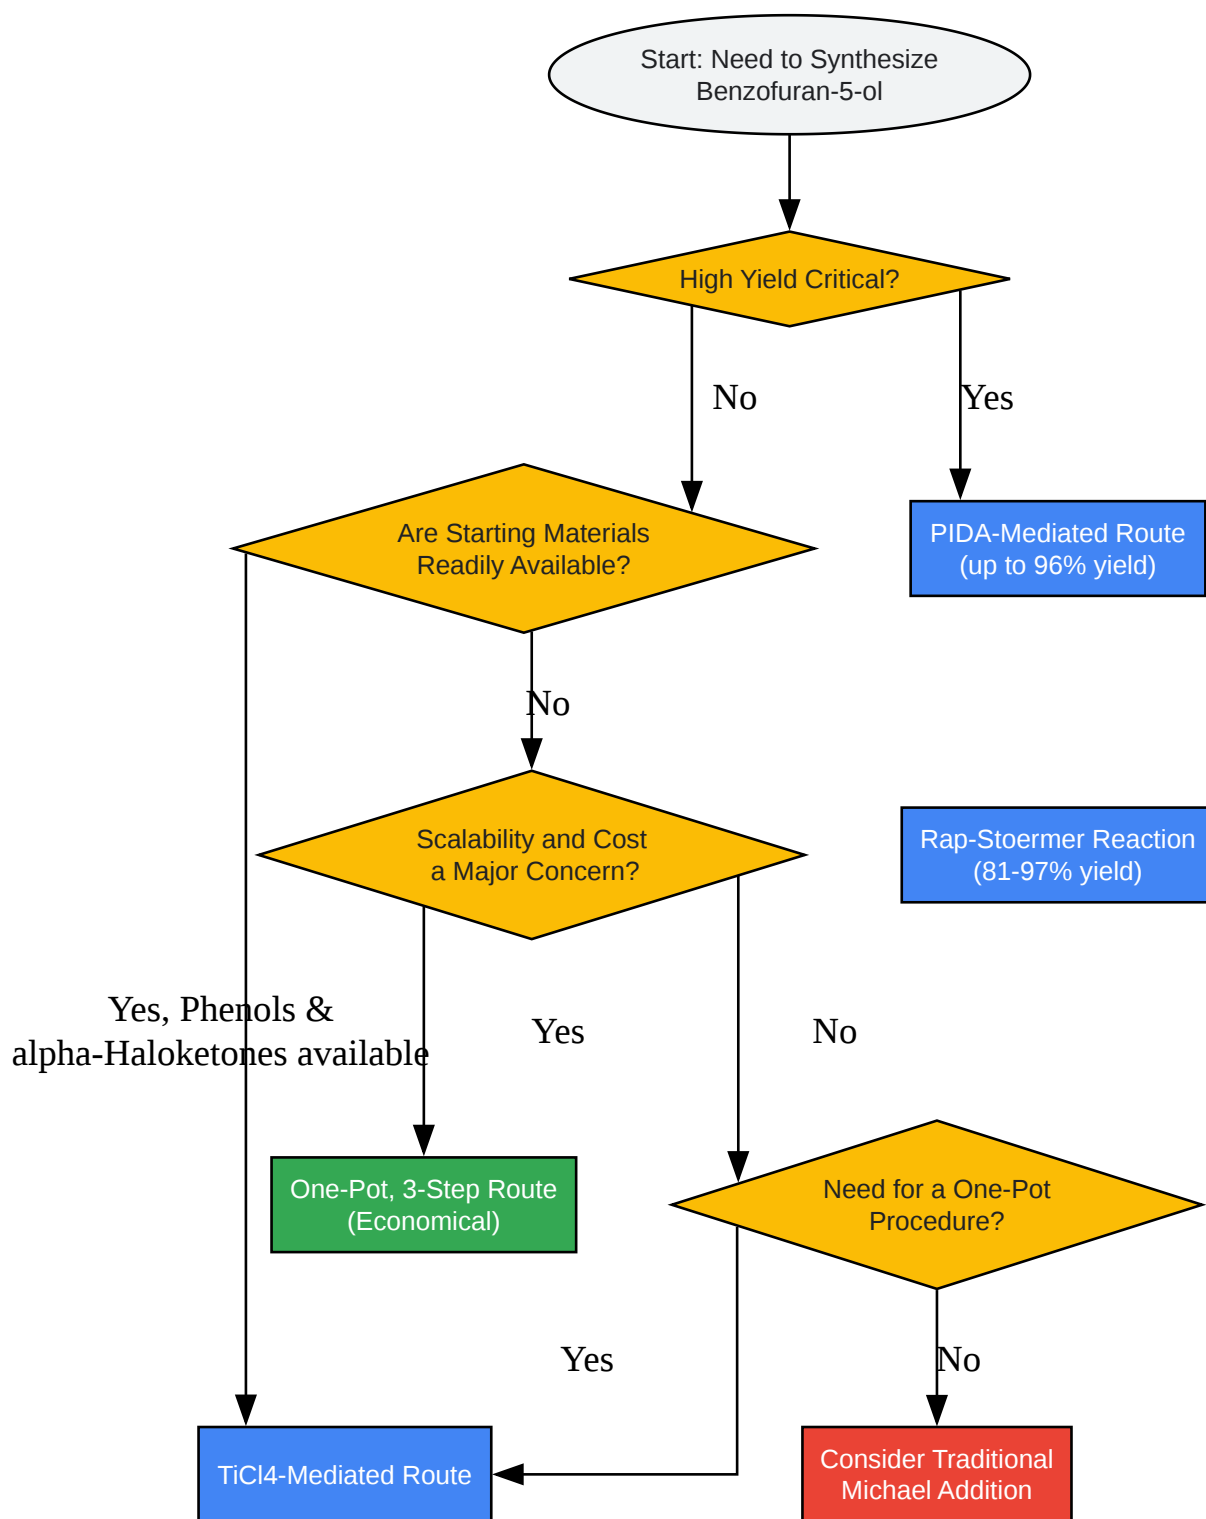 Start: Need to Synthesize
Benzofuran-5-ol
High Yield Critical?
No
Yes
Are Starting Materials
Readily Available?
PIDA-Mediated Route
(up to 96% yield)
No
Scalability and Cost
a Major Concern?
Rap-Stoermer Reaction
(81-97% yield)
Yes, Phenols &
alpha-Haloketones available
Yes
No
One-Pot, 3-Step Route
(Economical)
Need for a One-Pot
Procedure?
Yes
No
TiCl4-Mediated Route
Consider Traditional
Michael Addition